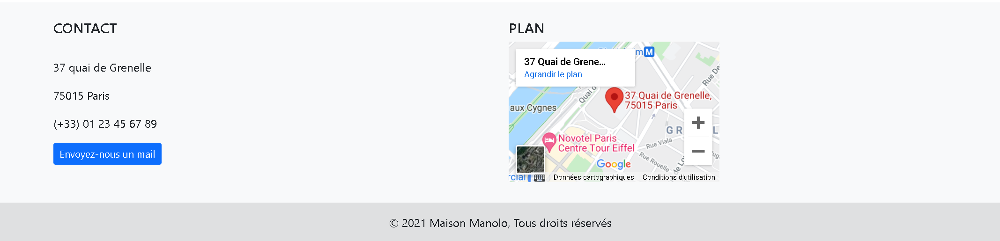 CONTACT
37 quai de Grenelle
75015 Paris
(+33) 01 23 45 67 89
Envoyez-nous un mail
PLAN
37 Quai de Grene...
Agrandir le plan
m M
Rue De
Quai d
37 Quai de Grenelle,
75015 Paris
aux Cygnes
GR
L
Novotel Paris
Centre Tour Eiffel
Rue Viala
Rue Rouelle
de Lo
Google
rcial
Données cartographiques
Conditions d'utilisation
© 2021 Maison Manolo, Tous droits réservés